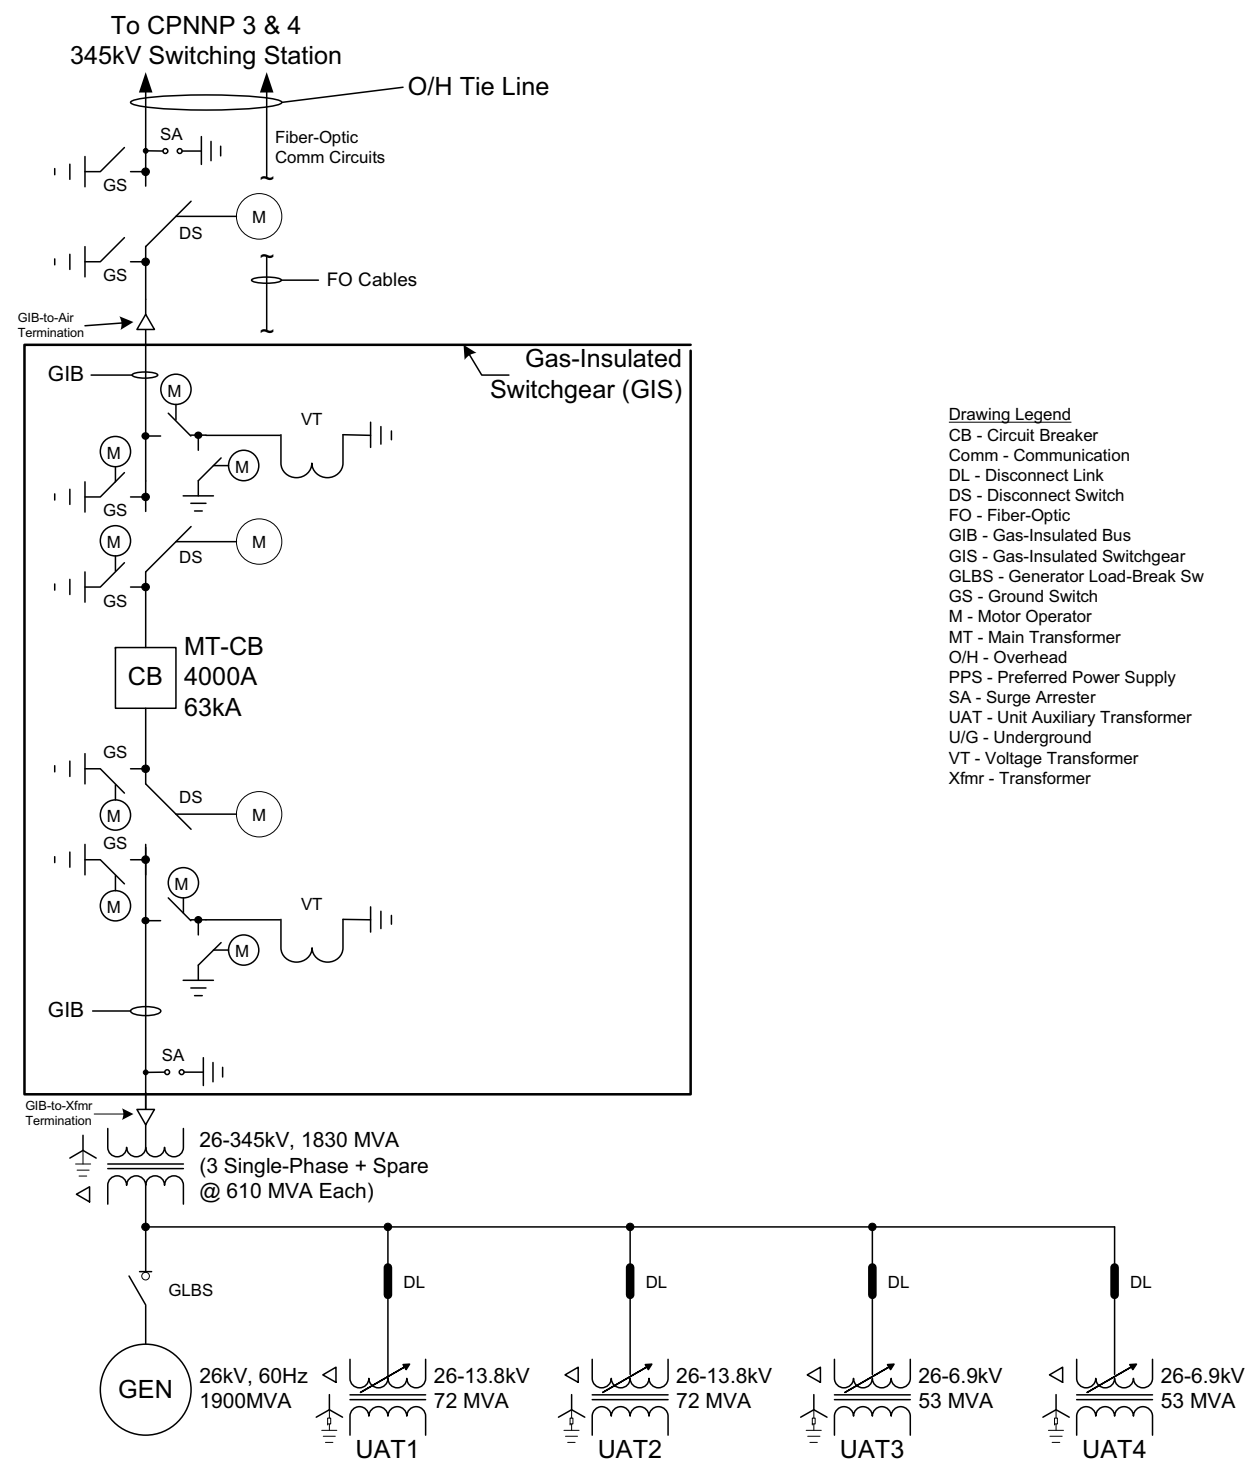 To CPNNP 3 & 4
345kV Switching Station
O/H Tie Line
SA
Fiber-Optic
Comm Circuits
GS
M
DS
GS
FO Cables
GIB-to-Air
Termination
Gas-Insulated
Switchgear (GIS)
GIB
M
VT
M
M
GS
M
DS
M
GS
CB
MT-CB
4000A
63kA
GS
DS
M
M
GS
M
VT
M
M
GIB
SA
GIB-to-Xfmr
Termination
26-345kV, 1830 MVA
(3 Single-Phase + Spare
@ 610 MVA Each)
GLBS
DL
DL
DL
DL
GEN
26kV, 60Hz
1900MVA
26-13.8kV
72 MVA
UAT1
26-13.8kV
72 MVA
UAT2
26-6.9kV
53 MVA
UAT3
26-6.9kV
53 MVA
UAT4
Drawing Legend
CB - Circuit Breaker
Comm - Communication
DL - Disconnect Link
DS - Disconnect Switch
FO - Fiber-Optic
GIB - Gas-Insulated Bus
GIS - Gas-Insulated Switchgear
GLBS - Generator Load-Break Sw
GS - Ground Switch
M - Motor Operator
MT - Main Transformer
O/H - Overhead
PPS - Preferred Power Supply
SA - Surge Arrester
UAT - Unit Auxiliary Transformer
U/G - Underground
VT - Voltage Transformer
Xfmr - Transformer